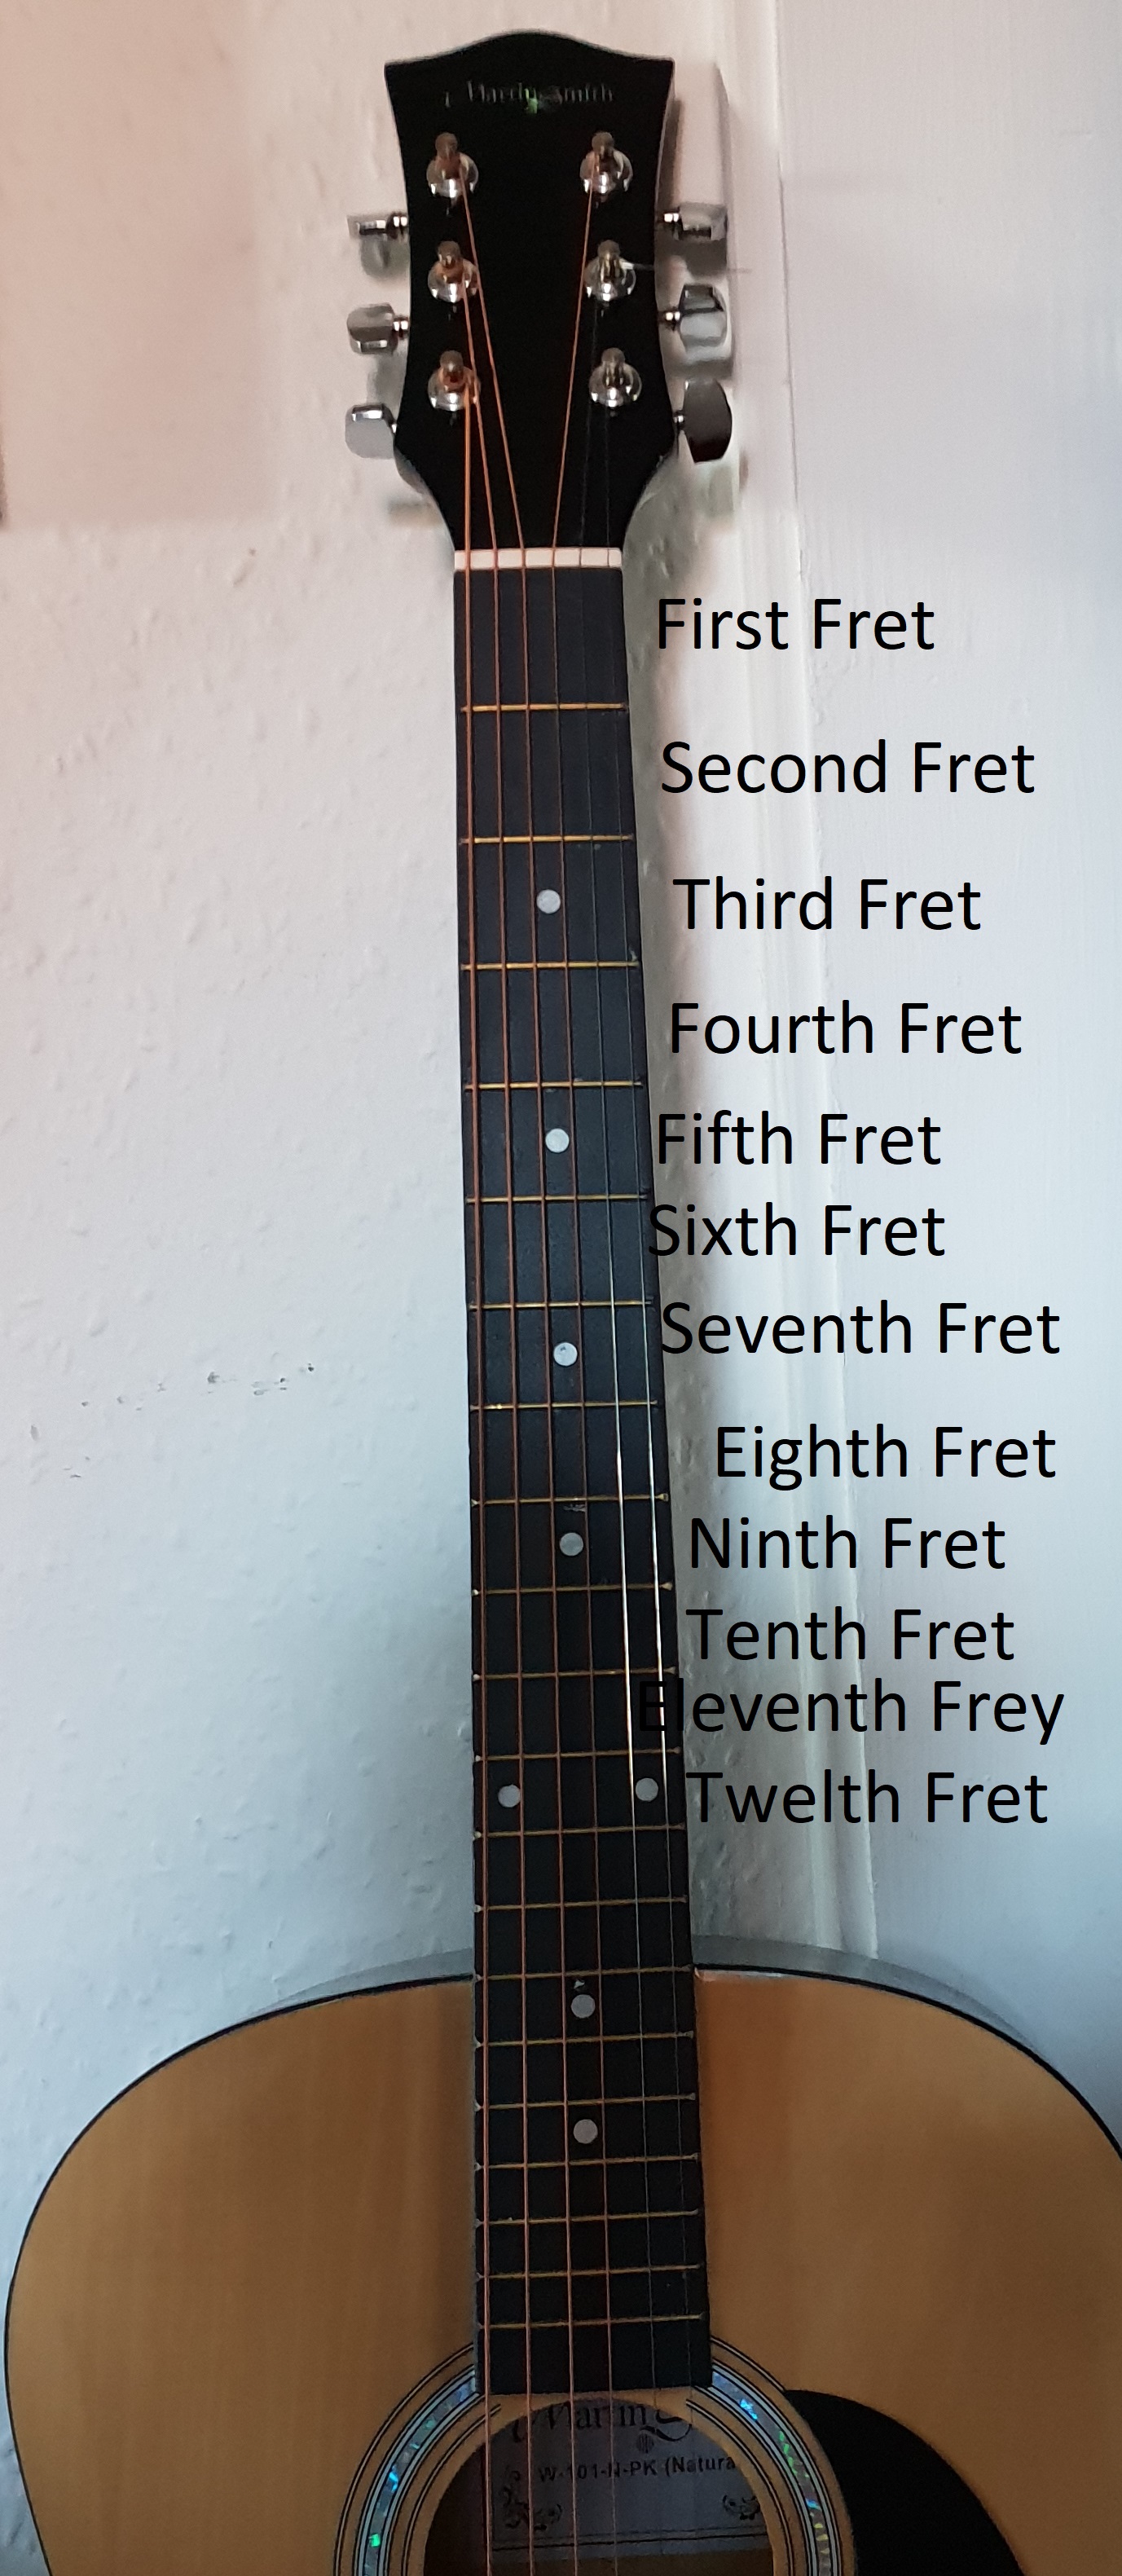 Martin Smith
First Fret
Second Fret
Third Fret
Fourth Fret
Fifth Fret
Sixth Fret
Seventh Fret
Eighth Fret
Ninth Fret
Tenth Fret
Eleventh Frey
Twelth Fret
Martin
W-101-N-PK (Natura